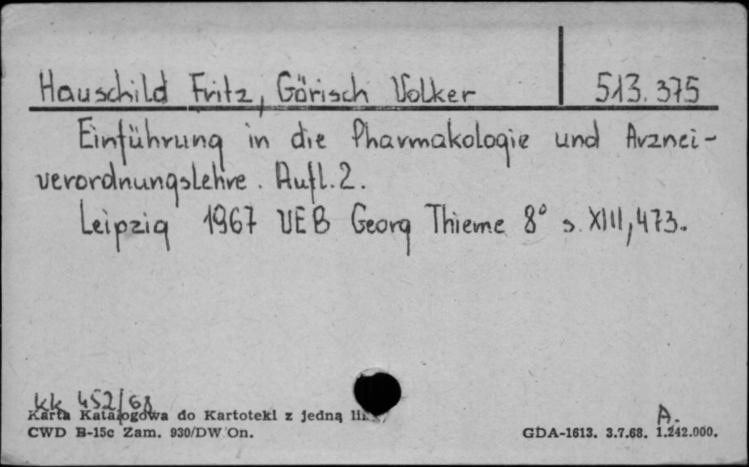 Hauschild Fritz, Görisch Volker 513.375
Einführung in die Pharmakologie und Arznei-
verordnungslehre. Aufl. 2.
Leipzig 1967 VEB Georg Thieme 8° s. XIII, 473.
kk 452/68
Karta Katalogowa do Kartoteki z jedną
A.
CWD B-15c Zam. 930/DW On.
GDA-1613. 3.7.68. 1.242.000.